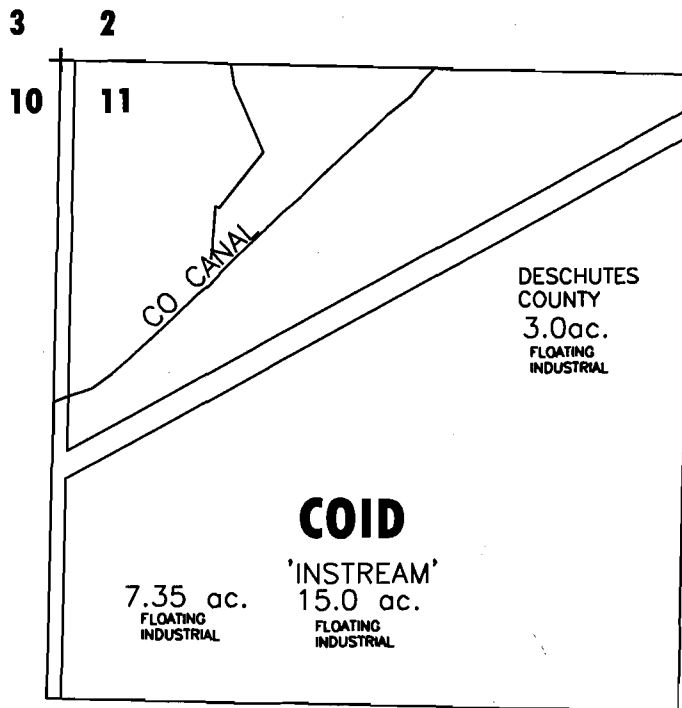 3 2
10 11
CO CANAL
DESCHUTES
COUNTY
3.0ac.
FLOATING
INDUSTRIAL
COID
'INSTREAM'
7.35 ac.
FLOATING
INDUSTRIAL
15.0 ac.
FLOATING
INDUSTRIAL